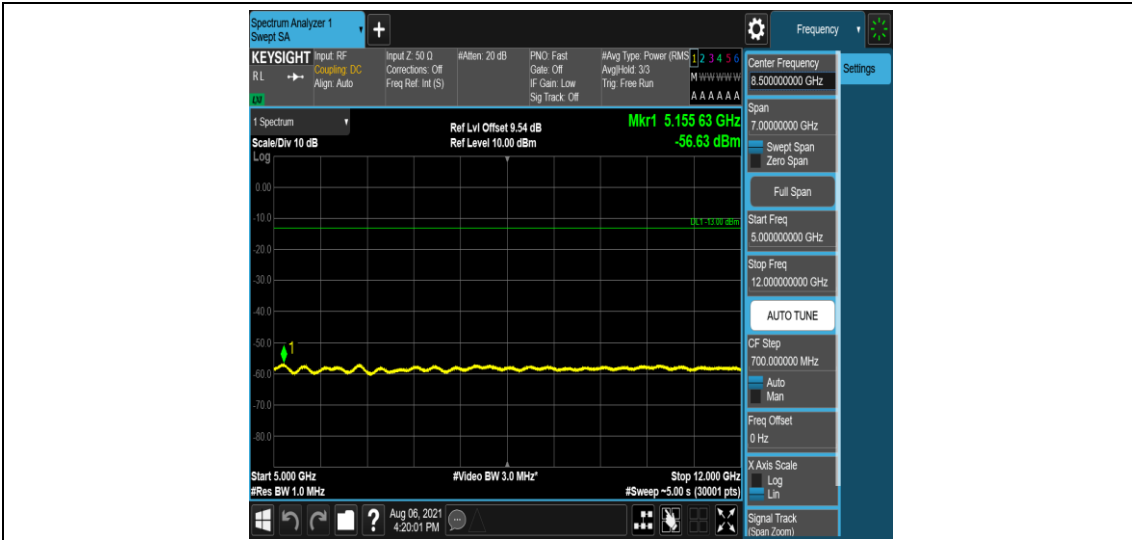 Spectrum Analyzer 1
Swept SA
+
Frequency
KEYSIGHT
RL
LXI
Input: RF
Coupling: DC
Align: Auto
Input Z: 50 Ω
Corrections: Off
Freq Ref: Int (S)
#Atten: 20 dB
PNO: Fast
Gate: Off
IF Gain: Low
Sig Track: Off
#Avg Type: Power (RMS
Avg|Hold: 3/3
Trig: Free Run
1 2 3 4 5 6
M W W W W W
A A A A A A
1 Spectrum
Scale/Div 10 dB
Log
Ref Lvl Offset 9.54 dB
Ref Level 10.00 dBm
Mkr1 5.155 63 GHz
-56.63 dBm
0.00
-10.0
DL1 -13.00 dBm
-20.0
-30.0
-40.0
-50.0
1
-60.0
-70.0
-80.0
Start 5.000 GHz
#Res BW 1.0 MHz
#Video BW 3.0 MHz*
Stop 12.000 GHz
#Sweep ~5.00 s (30001 pts)
?
Aug 06, 2021
4:20:01 PM
Center Frequency
8.500000000 GHz
Settings
Span
7.00000000 GHz
Swept Span
Zero Span
Full Span
Start Freq
5.000000000 GHz
Stop Freq
12.000000000 GHz
AUTO TUNE
CF Step
700.000000 MHz
Auto
Man
Freq Offset
0 Hz
X Axis Scale
Log
Lin
Signal Track
(Span Zoom)